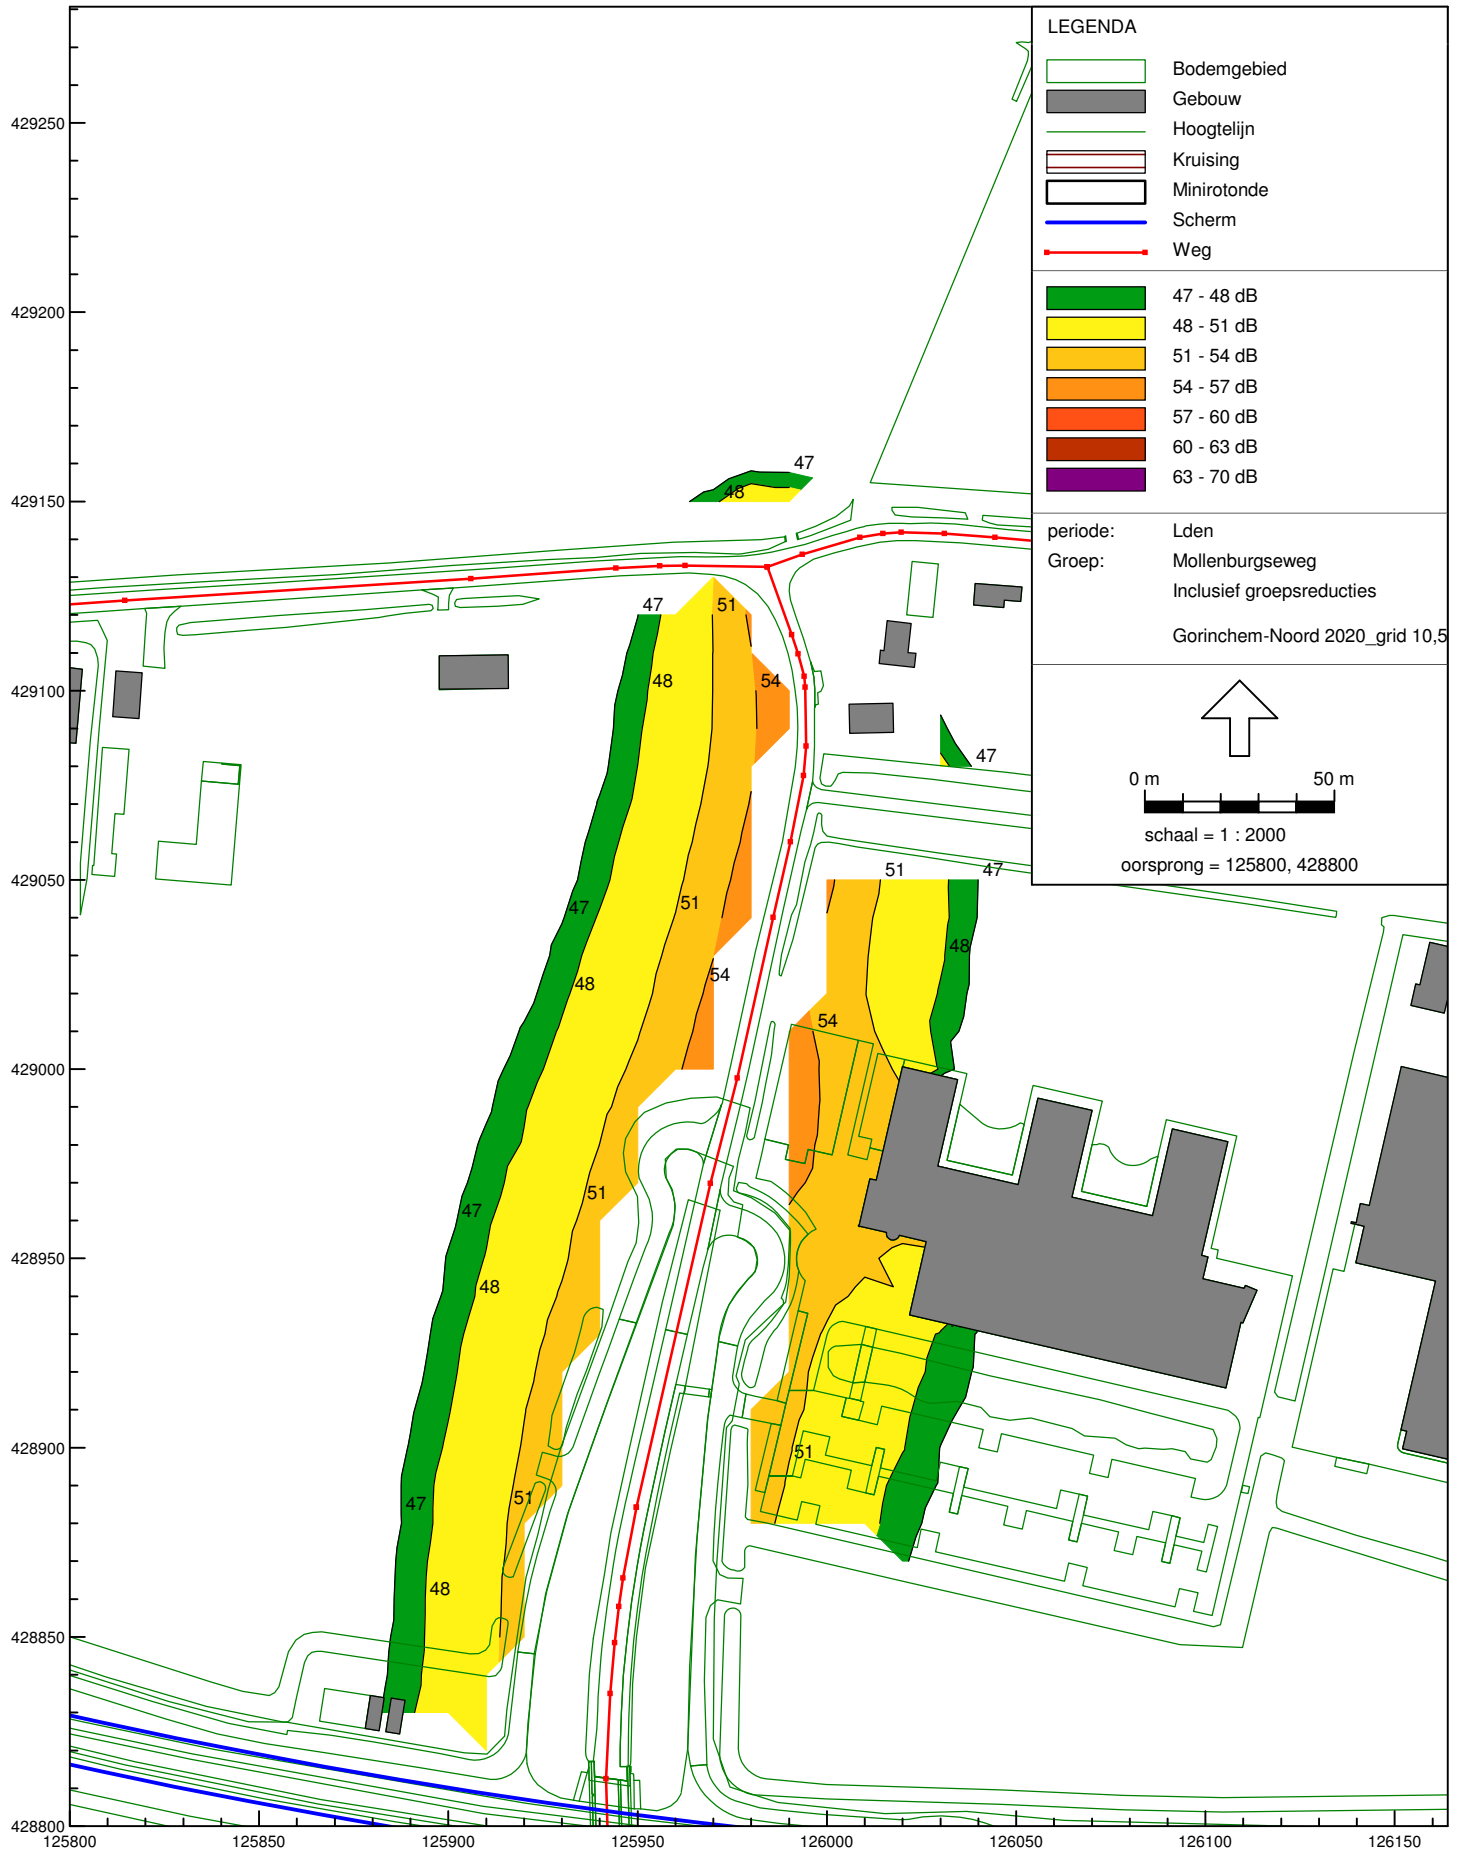 LEGENDA
Bodemgebied
Gebouw
Hoogtelijn
Kruising
Minirotonde
Scherm
Weg
47 - 48 dB
48 - 51 dB
51 - 54 dB
54 - 57 dB
57 - 60 dB
60 - 63 dB
63 - 70 dB
periode: Lden
Groep: Mollenburgseweg
Inclusief groepsreducties
Gorinchem-Noord 2020_grid 10,5
0 m 50 m
schaal = 1 : 2000
oorsprong = 125800, 428800
429250
429200
47
429150 48
47 51
48 54
429100
47
429050 51 47
47 51
48
48 54
54
429000
51
47
428950
48
428900 51
51
47
48
428850
428800
125800 125850 125900 125950 126000 126050 126100 126150